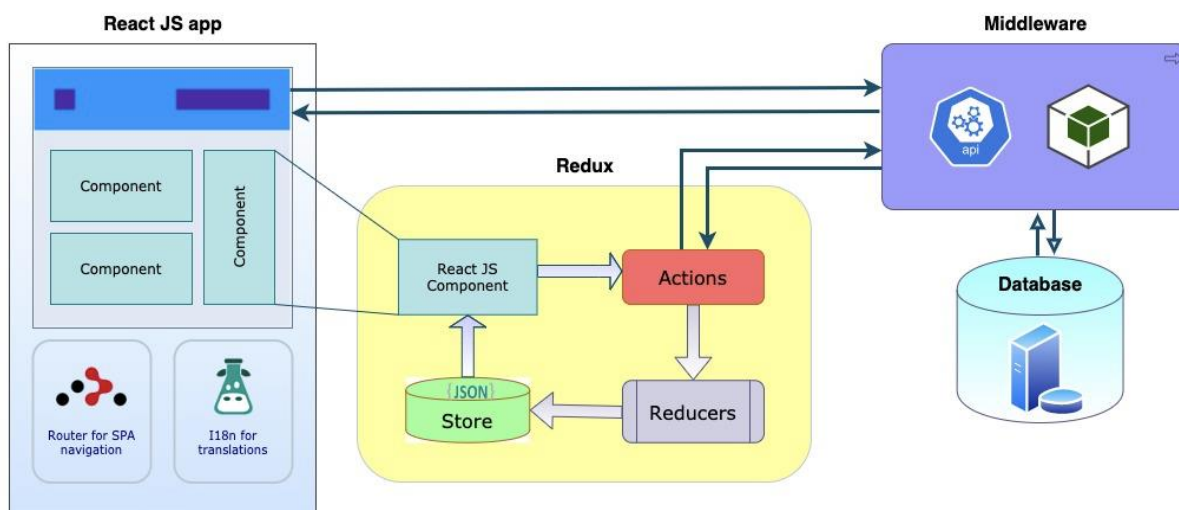 React JS app
Middleware
api
Redux
Component
Component
Component
React JS
Component
Actions
Database
{JSON}
Store
Reducers
Router for SPA
navigation
I18n for
translations